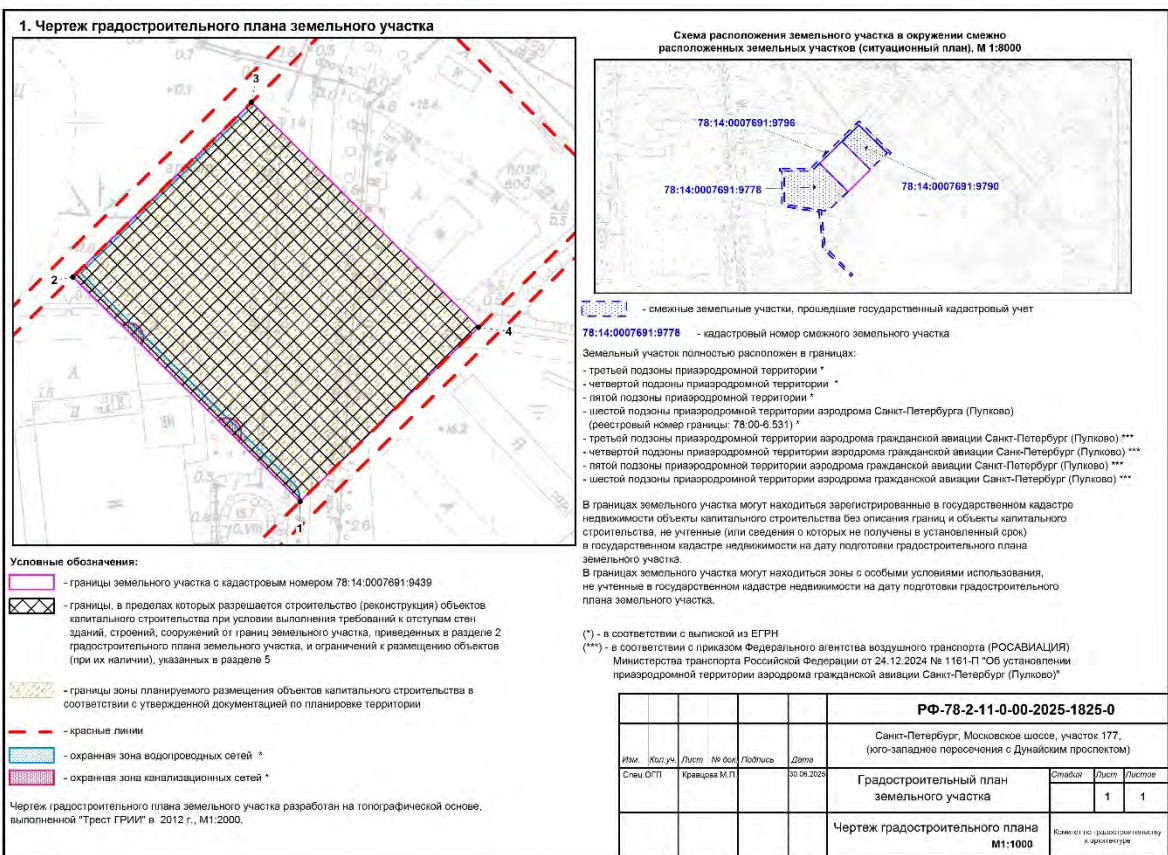 1. Чертеж градостроительного плана земельного участка
3
2
4
1
Схема расположения земельного участка в окружении смежно
расположенных земельных участков (ситуационный план), М 1:8000
78:14:0007691:9796
78:14:0007691:9778
78:14:0007691:9790
- смежные земельные участки, прошедшие государственный кадастровый учет
78:14:0007691:9778 - кадастровый номер смежного земельного участка
Земельный участок полностью расположен в границах:
- третьей подзоны приаэродромной территории *
- четвертой подзоны приаэродромной территории *
- пятой подзоны приаэродромной территории *
- шестой подзоны приаэродромной территории аэродрома Санкт-Петербурга (Пулково)
(реестровый номер границы: 78:00-6.531) *
- третьей подзоны приаэродромной территории аэродрома гражданской авиации Санкт-Петербург (Пулково) ***
- четвертой подзоны приаэродромной территории аэродрома гражданской авиации Санк-Петербург (Пулково) ***
- пятой подзоны приаэродромной территории аэродрома гражданской авиации Санкт-Петербург (Пулково) ***
- шестой подзоны приаэродромной территории аэродрома гражданской авиации Санкт-Петербург (Пулково) ***
В границах земельного участка могут находиться зарегистрированные в государственном кадастре
недвижимости объекты капитального строительства без описания границ и объекты капитального
строительства, не учтенные (или сведения о которых не получены в установленный срок)
в государственном кадастре недвижимости на дату подготовки градостроительного плана
земельного участка.
В границах земельного участка могут находиться зоны с особыми условиями использования,
не учтенные в государственном кадастре недвижимости на дату подготовки градостроительного
плана земельного участка.
(*) - в соответствии с выпиской из ЕГРН
(***) - в соответствии с приказом Федерального агентства воздушного транспорта (РОСАВИАЦИЯ)
Министерства транспорта Российской Федерации от 24.12.2024 № 1161-П "Об установлении
приаэродромной территории аэродрома гражданской авиации Санкт-Петербург (Пулково)"
Условные обозначения:
- границы земельного участка с кадастровым номером 78:14:0007691:9439
- границы, в пределах которых разрешается строительство (реконструкция) объектов
капитального строительства при условии выполнения требований к отступам стен
зданий, строений, сооружений от границ земельного участка, приведенных в разделе 2
градостроительного плана земельного участка, и ограничений к размещению объектов
(при их наличии), указанных в разделе 5
- границы зоны планируемого размещения объектов капитального строительства в
соответствии с утвержденной документацией по планировке территории
- красные линии
- охранная зона водопроводных сетей *
- охранная зона канализационных сетей *
Чертеж градостроительного плана земельного участка разработан на топографической основе,
выполненной "Трест ГРИИ" в 2012 г., М1:2000.
РФ-78-2-11-0-00-2025-1825-0
Санкт-Петербург, Московское шоссе, участок 177,
(юго-западнее пересечения с Дунайским проспектом)
Изм. Кол.уч. Лист № док. Подпись Дата
Спец.ОГП Кравцова М.П. 30.06.2025
Градостроительный план
земельного участка
Стадия Лист Листов
1 1
Чертеж градостроительного плана
М1:1000
Комитет по градостроительству
и архитектуре